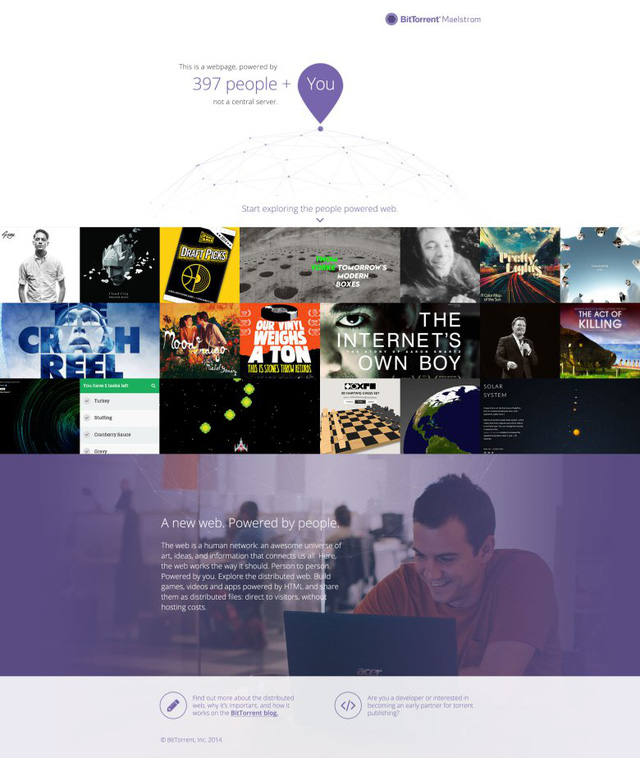 BitTorrent® Maelstrom
This is a webpage, powered by
397 people +
You
not a central server.
Start exploring the people powered web.
DRAFT PICKS
TOMORROW'S
MODERN
BOXES
Pretty
Lights
A Color Map
of the Sun
THE
REEL
Mood
Indigo
OUR VINYL
WEIGHS
A TON
THIS IS STONES THROW RECORDS
THE
INTERNET'S
THE STORY OF AARON SWARTZ
OWN BOY
THE ACT OF
KILLING
You have 5 tasks left
Turkey
Stuffing
Cranberry Sauce
Gravy
SOLAR
SYSTEM
A new web. Powered by people.
The web is a human network: an awesome universe of
art, ideas, and information that connects us all. Here,
the web works the way it should. Person to person.
Powered by you. Explore the distributed web. Build
games, videos and apps powered by HTML and share
them as distributed files: direct to visitors, without
hosting costs.
acer
Find out more about the distributed
web, why it's important, and how it
works on the BitTorrent blog.
</>
Are you a developer or interested in
becoming an early partner for torrent
publishing?
© BitTorrent, Inc. 2014